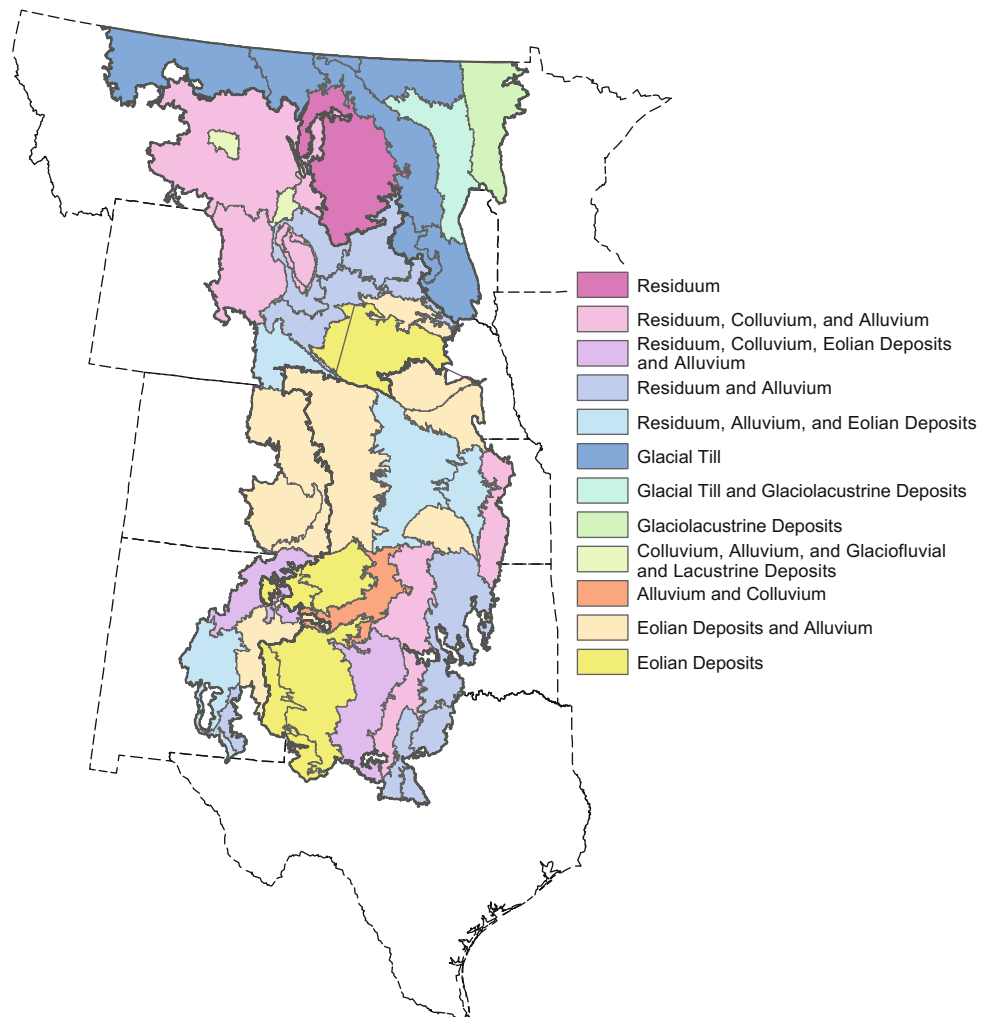 Residuum
Residuum, Colluvium, and Alluvium
Residuum, Colluvium, Eolian Deposits
and Alluvium
Residuum and Alluvium
Residuum, Alluvium, and Eolian Deposits
Glacial Till
Glacial Till and Glaciolacustrine Deposits
Glaciolacustrine Deposits
Colluvium, Alluvium, and Glaciofluvial
and Lacustrine Deposits
Alluvium and Colluvium
Eolian Deposits and Alluvium
Eolian Deposits